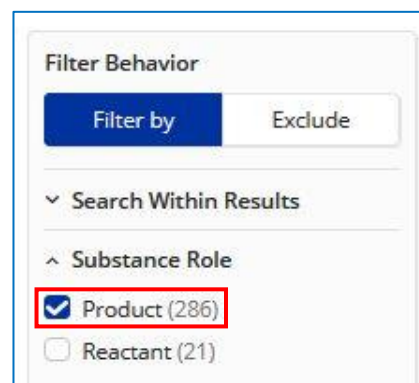 Filter Behavior
Filter by Exclude
Search Within Results
Substance Role
Product (286)
Reactant (21)